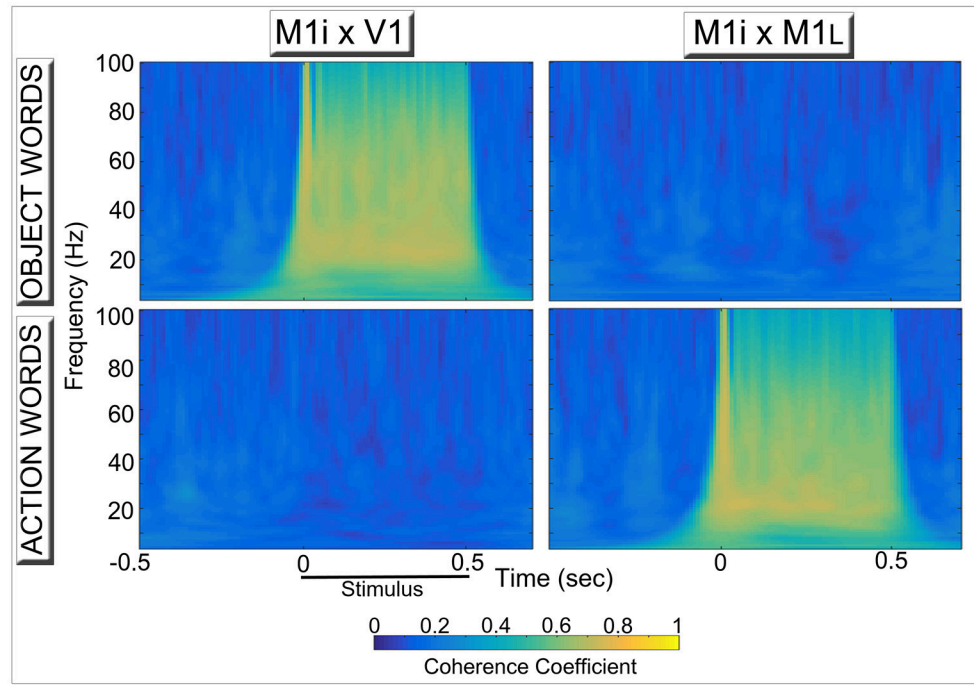 M1i x V1
M1i x M1L
OBJECT WORDS
ACTION WORDS
Frequency (Hz)
100
80
60
40
20
100
80
60
40
20
-0.5 0 0.5 0 0.5
Time (sec)
Stimulus
0 0.2 0.4 0.6 0.8 1
Coherence Coefficient